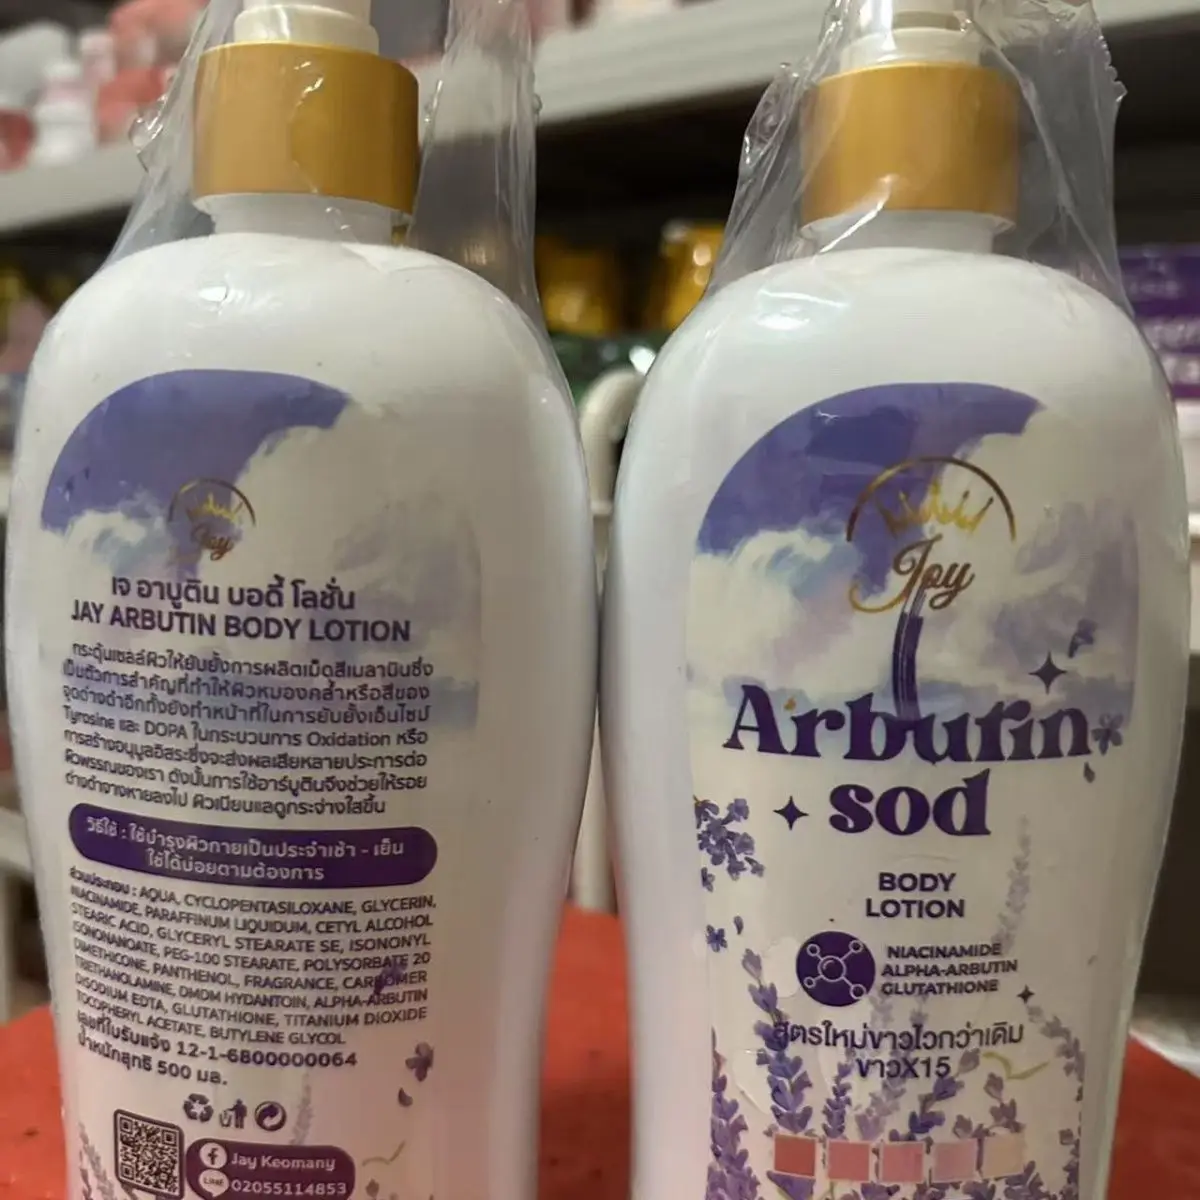 Jay
เจ อาบูติน บอดี้ โลชั่น
JAY ARBUTIN BODY LOTION
กระตุ้นเซลล์ผิวให้ยับยั้งการผลิตเม็ดสีเมลานินซึ่ง
เป็นตัวการสำคัญที่ทำให้ผิวหมองคล้ำหรือสีของ
จุดด่างดำอีกทั้งยังทำหน้าที่ในการยับยั้งเอ็นไซม์
Tyrosine และ DOPA ในกระบวนการ Oxidation หรือ
การสร้างอนุมูลอิสระซึ่งจะส่งผลเสียหลายประการต่อ
ผิวพรรณของเรา ดังนั้นการใช้อาร์บูตินจึงช่วยให้รอย
ด่างดำจางหายลงไป ผิวเนียนแลดูกระจ่างใสขึ้น
วิธีใช้ : ใช้บำรุงผิวกายเป็นประจำเช้า - เย็น
ใช้ได้บ่อยตามต้องการ
ส่วนประกอบ : AQUA, CYCLOPENTASILOXANE, GLYCERIN,
NIACINAMIDE, PARAFFINUM LIQUIDUM, CETYL ALCOHOL
STEARIC ACID, GLYCERYL STEARATE SE, ISONONYL
ISONONANOATE, PEG-100 STEARATE, POLYSORBATE 20
DIMETHICONE, PANTHENOL, FRAGRANCE, CARBOMER
TRIETHANOLAMINE, DMDM HYDANTOIN, ALPHA-ARBUTIN
DISODIUM EDTA, GLUTATHIONE, TITANIUM DIOXIDE
TOCOPHERYL ACETATE, BUTYLENE GLYCOL
เลขที่ใบรับแจ้ง 12-1-6800000064
น้ำหนักสุทธิ 500 มล.
Jay Keomany
LINE 02055114853
Jay
Arbutin
sod
BODY
LOTION
NIACINAMIDE
ALPHA-ARBUTIN
GLUTATHIONE
สูตรใหม่ขาวไวกว่าเดิม
ขาวX15